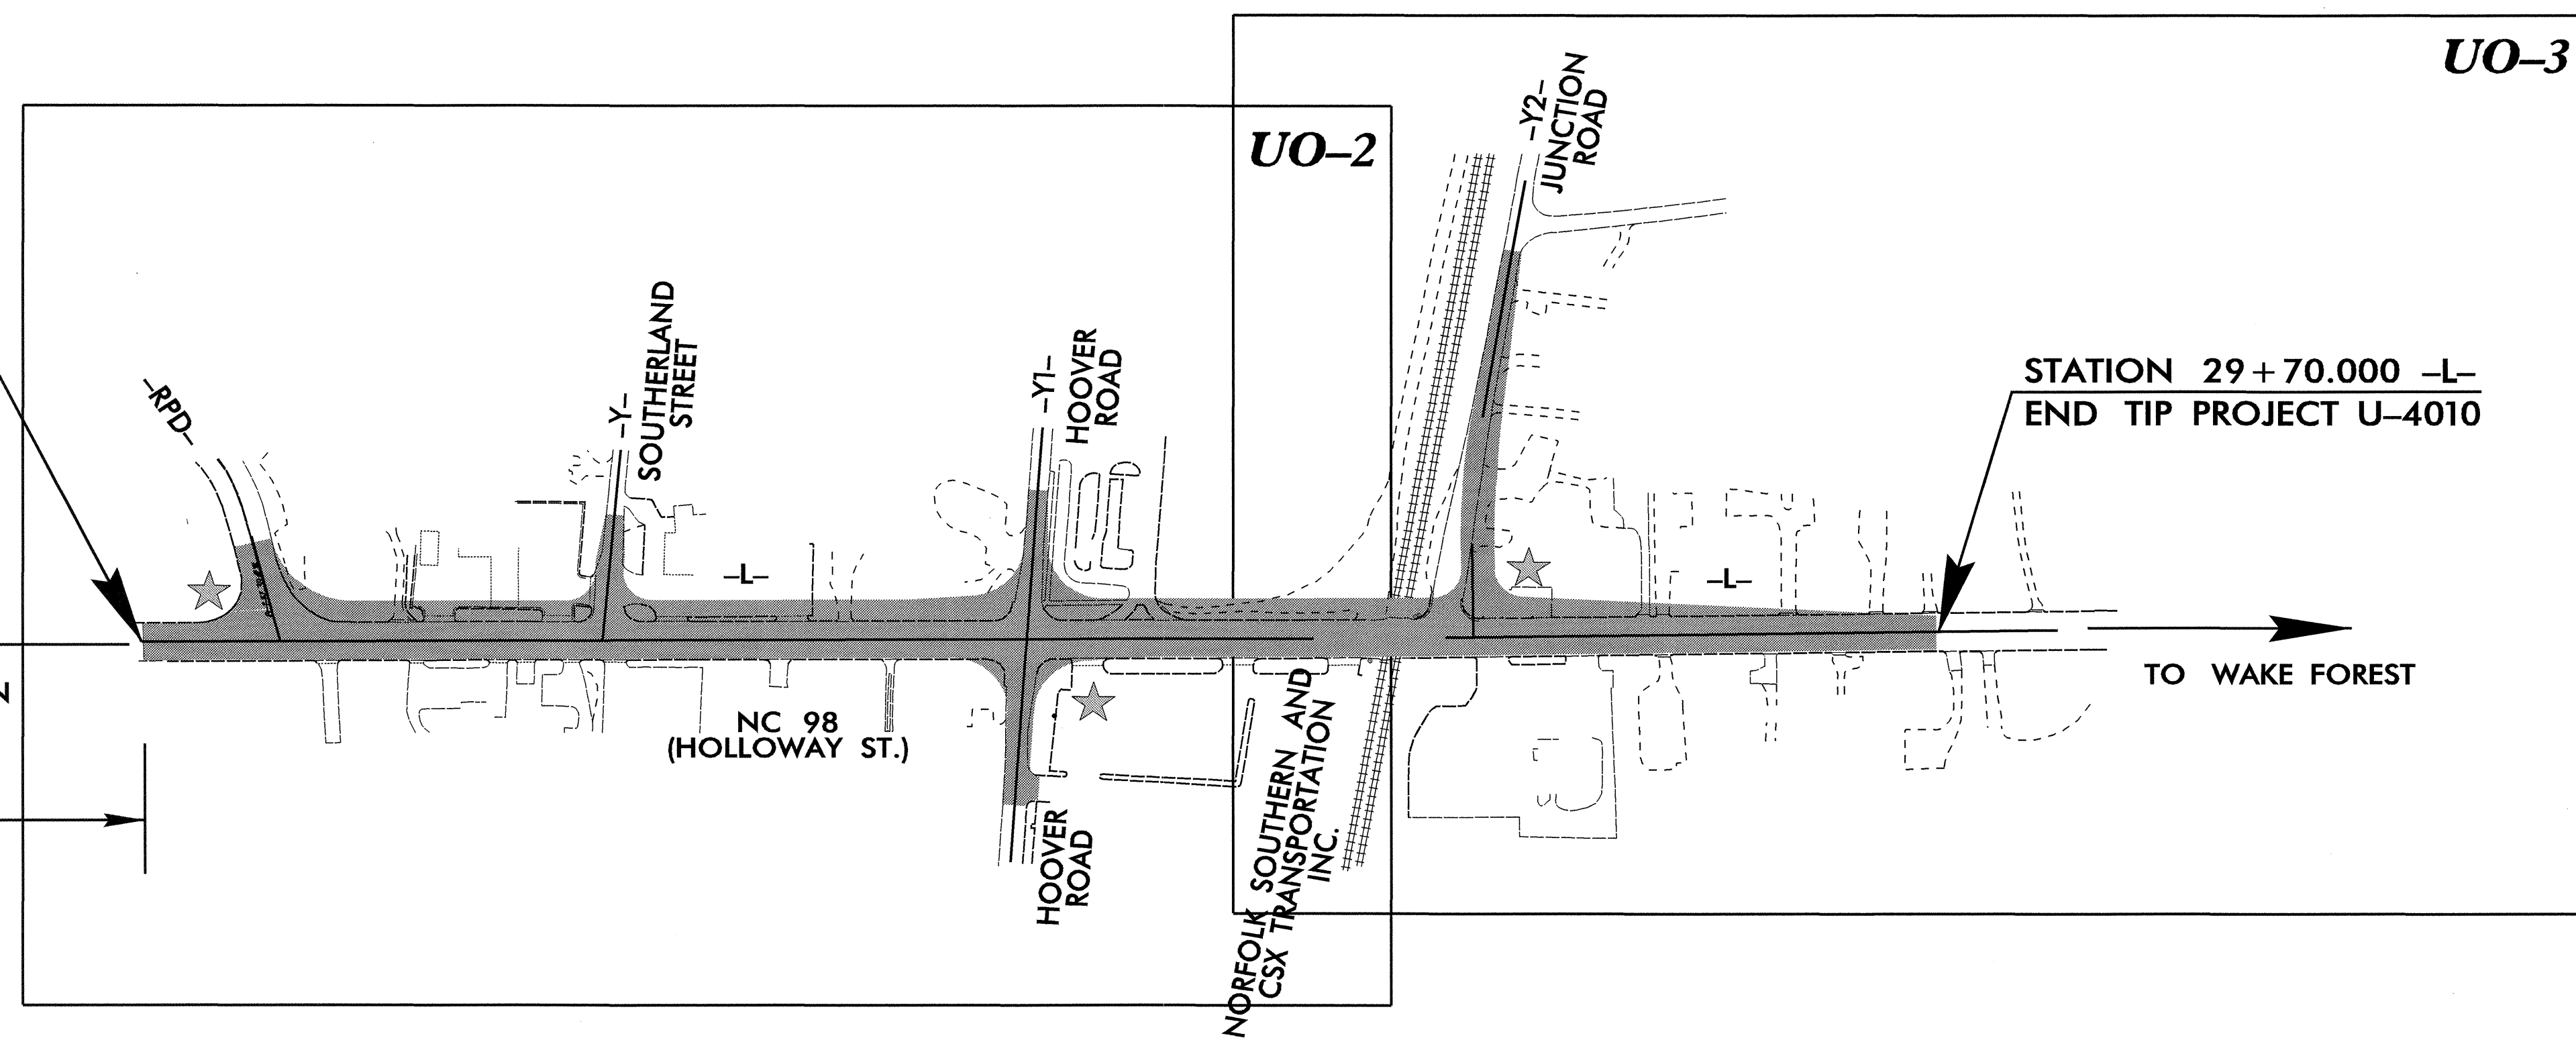 UO–3
UO–2
–Y2–
JUNCTION
ROAD
–RPD–
–Y–
SOUTHERLAND
STREET
–Y1–
HOOVER
ROAD
STATION 29+70.000 –L–
END TIP PROJECT U–4010
–L–
–L–
TO WAKE FOREST
NC 98
(HOLLOWAY ST.)
HOOVER
ROAD
NORFOLK SOUTHERN AND
CSX TRANSPORTATION
INC.